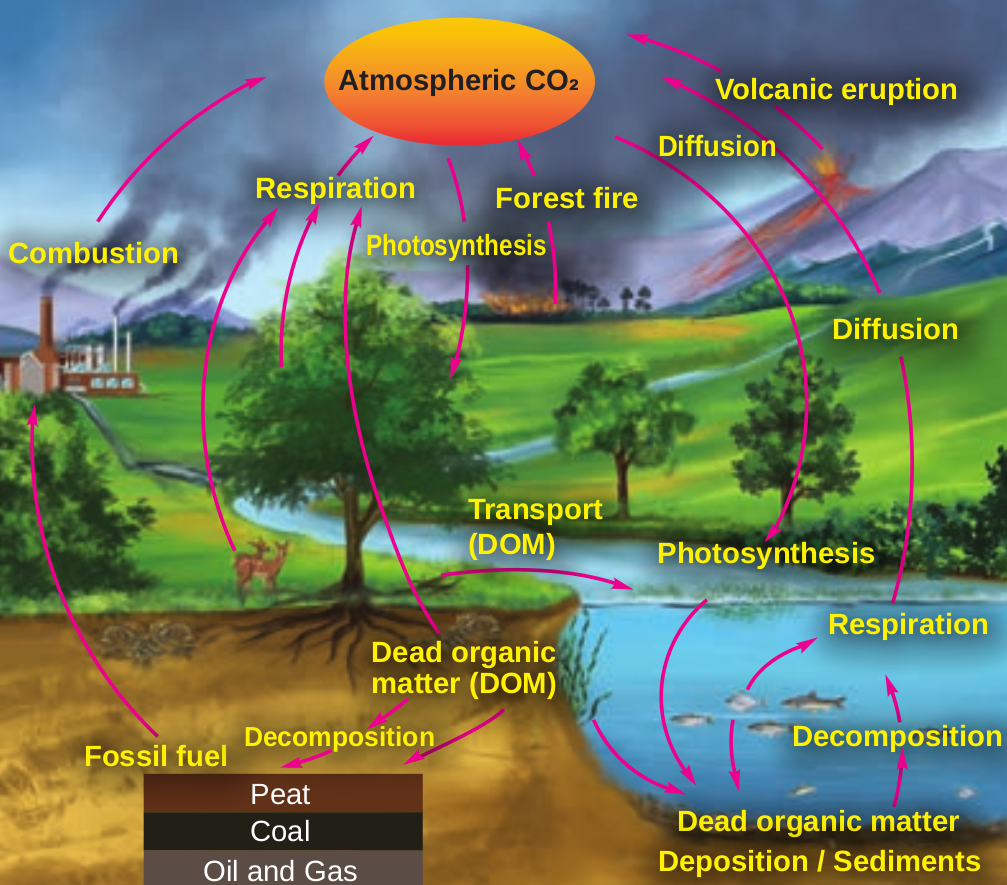 Atmospheric CO₂
Volcanic eruption
Diffusion
Respiration
Forest fire
Photosynthesis
Combustion
Diffusion
Transport
(DOM)
Photosynthesis
Respiration
Dead organic
matter (DOM)
Decomposition
Decomposition
Fossil fuel
Peat
Coal
Oil and Gas
Dead organic matter
Deposition / Sediments